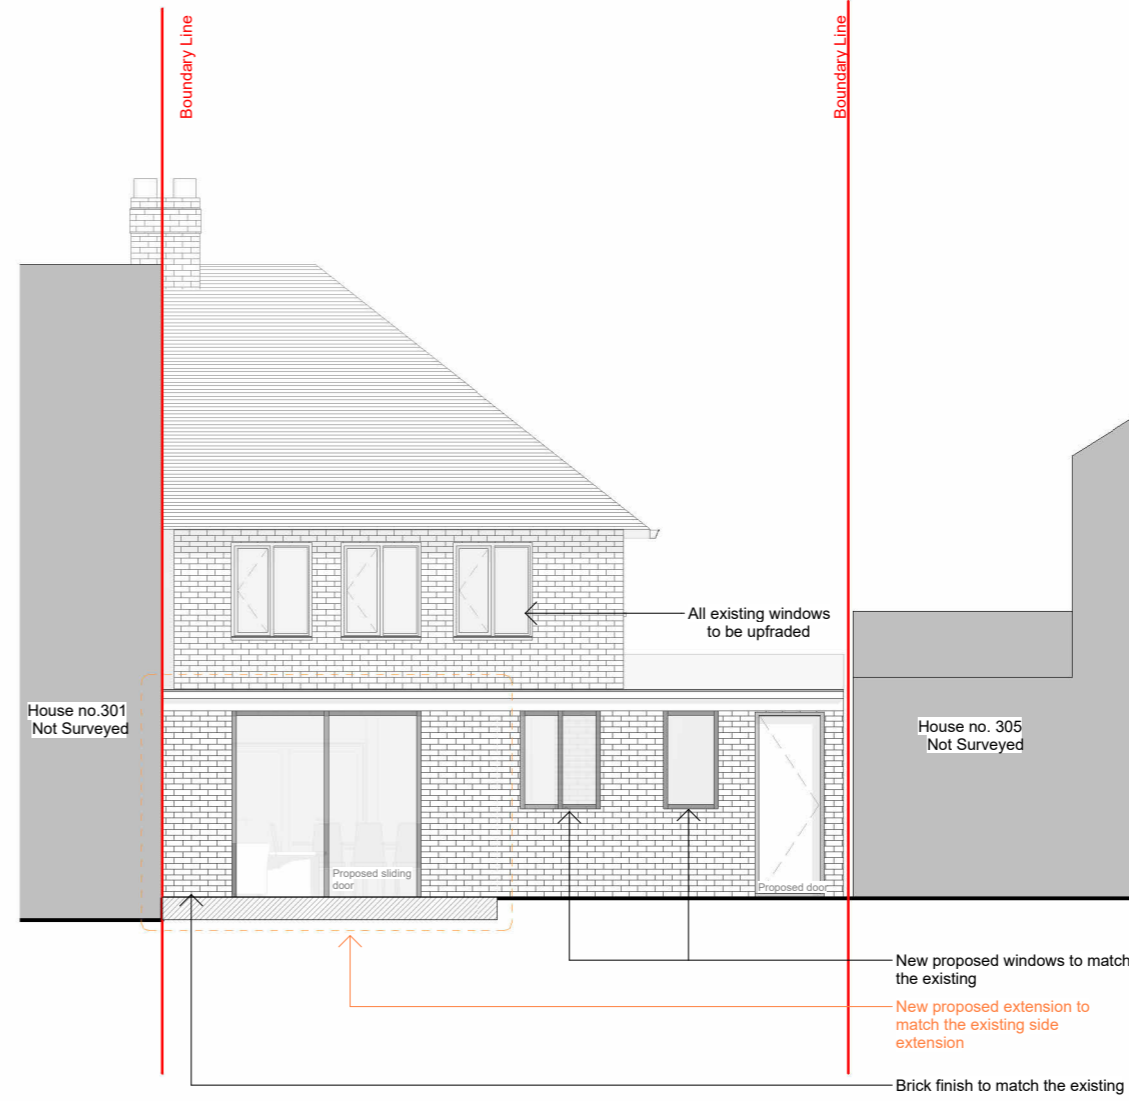 Boundary Line
Boundary Line
All existing windows
to be upfraded
House no.301
Not Surveyed
House no. 305
Not Surveyed
Proposed sliding
door
Proposed door
New proposed windows to match
the existing
New proposed extension to
match the existing side
extension
Brick finish to match the existing